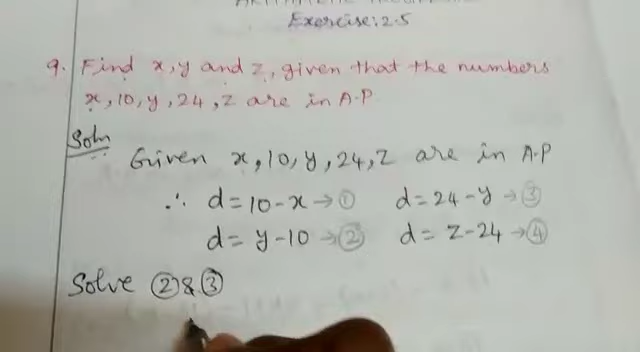 Exercise: 2.5
9. Find x, y and z, given that the numbers
x, 10, y, 24, z are in A.P
Soln
Given x, 10, y, 24, z are in A.P
∴ d = 10 - x → ① d = 24 - y → ③
d = y - 10 → ② d = z - 24 → ④
Solve ② & ③